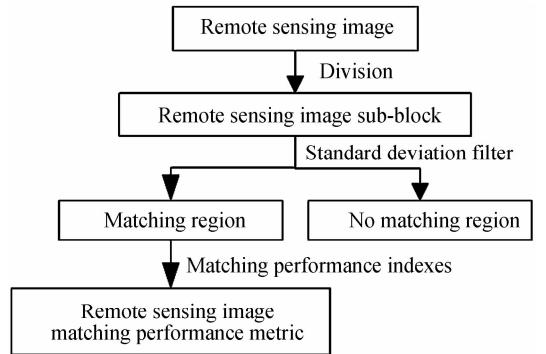 Remote sensing image
Division
Remote sensing image sub-block
Standard deviation filter
Matching region
No matching region
Matching performance indexes
Remote sensing image
matching performance metric